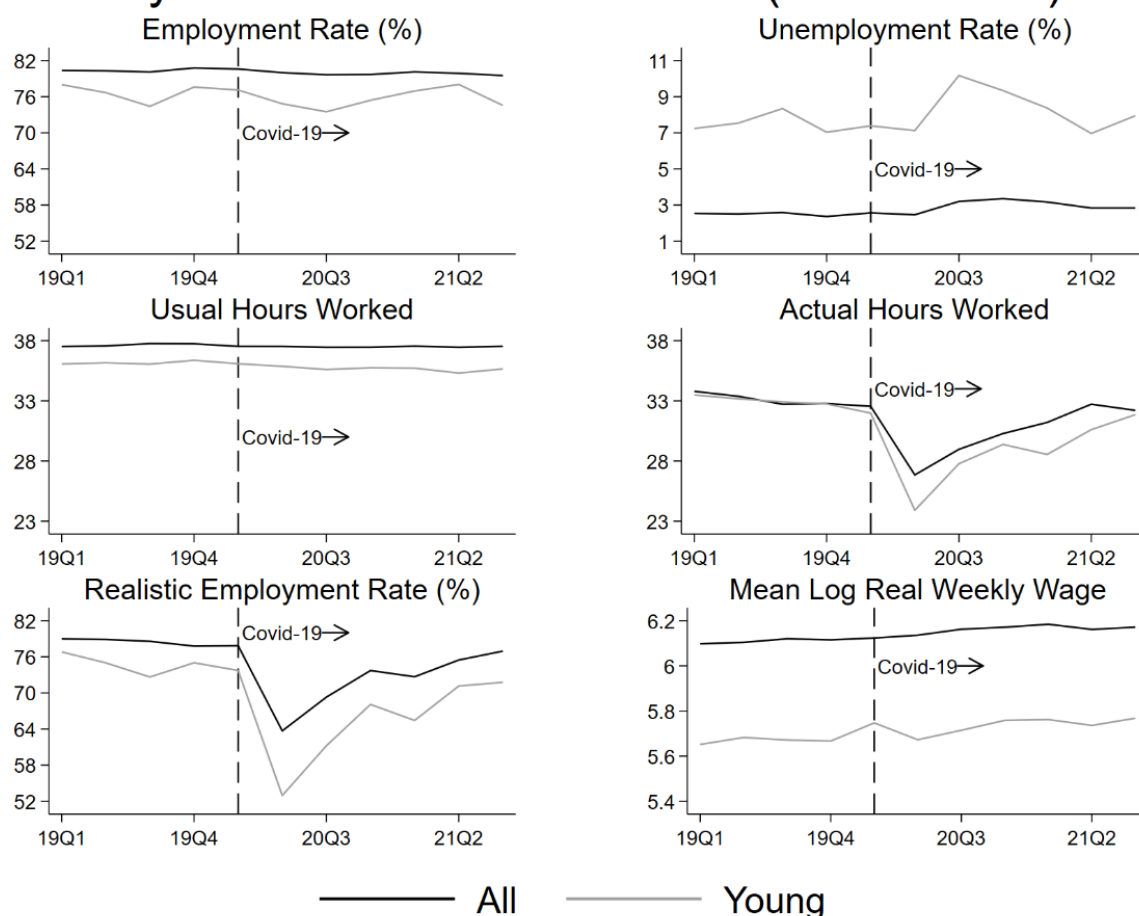 Employment Rate (%)
82
76
70
64
58
52
Covid-19
19Q1 19Q4 20Q3 21Q2
Unemployment Rate (%)
11
9
7
5
3
1
Covid-19
19Q1 19Q4 20Q3 21Q2
Usual Hours Worked
38
33
28
23
Covid-19
19Q1 19Q4 20Q3 21Q2
Actual Hours Worked
38
33
28
23
Covid-19
19Q1 19Q4 20Q3 21Q2
Realistic Employment Rate (%)
82
76
70
64
58
52
Covid-19
19Q1 19Q4 20Q3 21Q2
Mean Log Real Weekly Wage
6.2
6
5.8
5.6
5.4
Covid-19
19Q1 19Q4 20Q3 21Q2
All Young